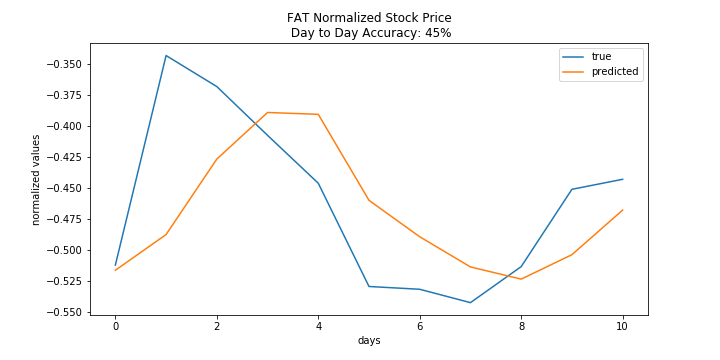 FAT Normalized Stock Price
Day to Day Accuracy: 45%
true
predicted
normalized values
−0.350
−0.375
−0.400
−0.425
−0.450
−0.475
−0.500
−0.525
−0.550
0 2 4 6 8 10
days